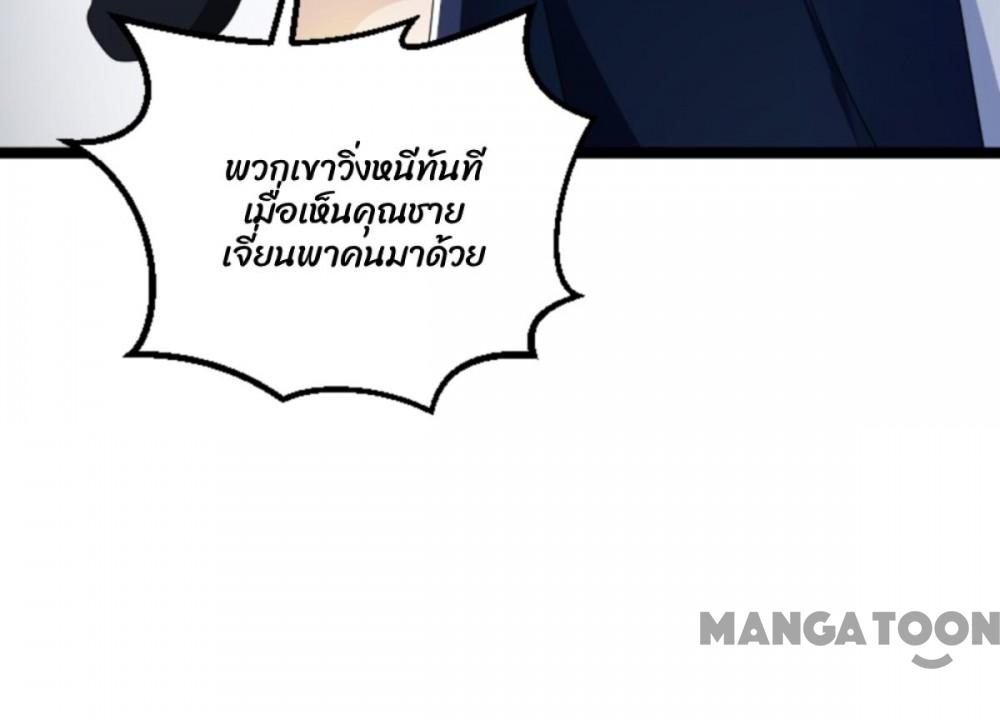 พวกเขาวิ่งหนีทันที
เมื่อเห็นคุณชาย
เจี่ยนพาคนมาด้วย
MANGATOON